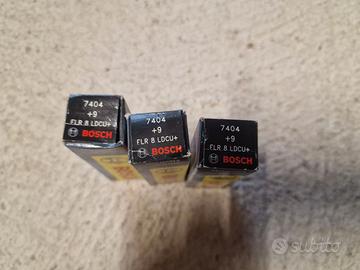 7404
+9
FLR 8 LDCU+
BOSCH
7404
+9
FLR 8 LDCU+
BOSCH
7404
+9
FLR 8 LDCU+
BOSCH
subito